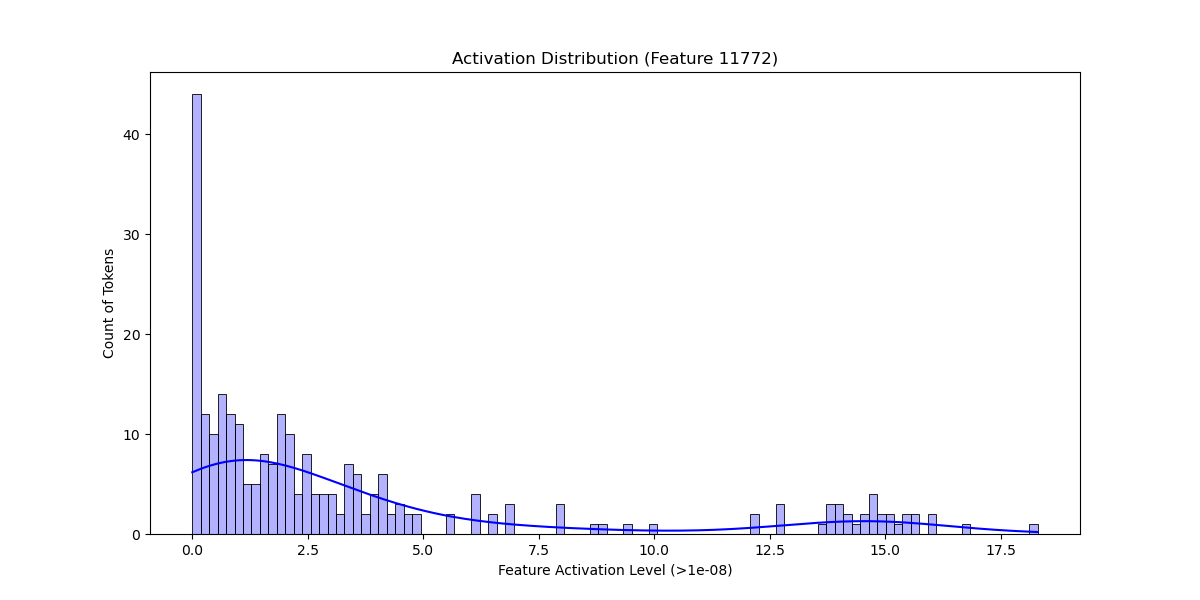 Activation Distribution (Feature 11772)
Count of Tokens
40
30
20
10
0
0.0 2.5 5.0 7.5 10.0 12.5 15.0 17.5
Feature Activation Level (>1e-08)